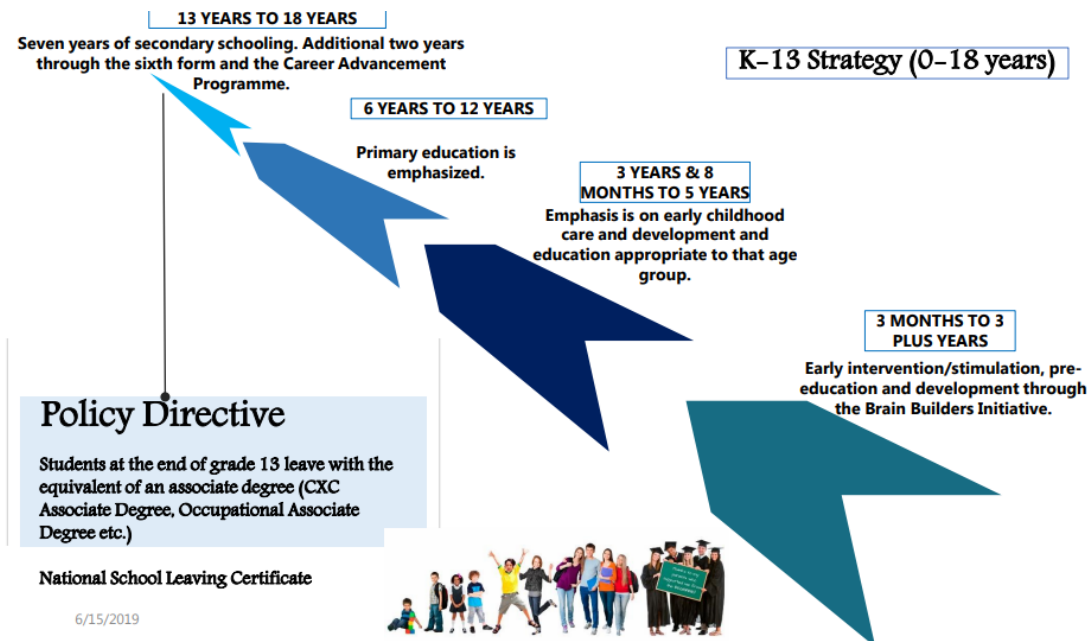 13 YEARS TO 18 YEARS
Seven years of secondary schooling. Additional two years
through the sixth form and the Career Advancement
Programme.
K–13 Strategy (0–18 years)
6 YEARS TO 12 YEARS
Primary education is
emphasized.
3 YEARS & 8
MONTHS TO 5 YEARS
Emphasis is on early childhood
care and development and
education appropriate to that age
group.
3 MONTHS TO 3
PLUS YEARS
Early intervention/stimulation, pre-
education and development through
the Brain Builders Initiative.
Policy Directive
Students at the end of grade 13 leave with the
equivalent of an associate degree (CXC
Associate Degree, Occupational Associate
Degree etc.)
National School Leaving Certificate
6/15/2019